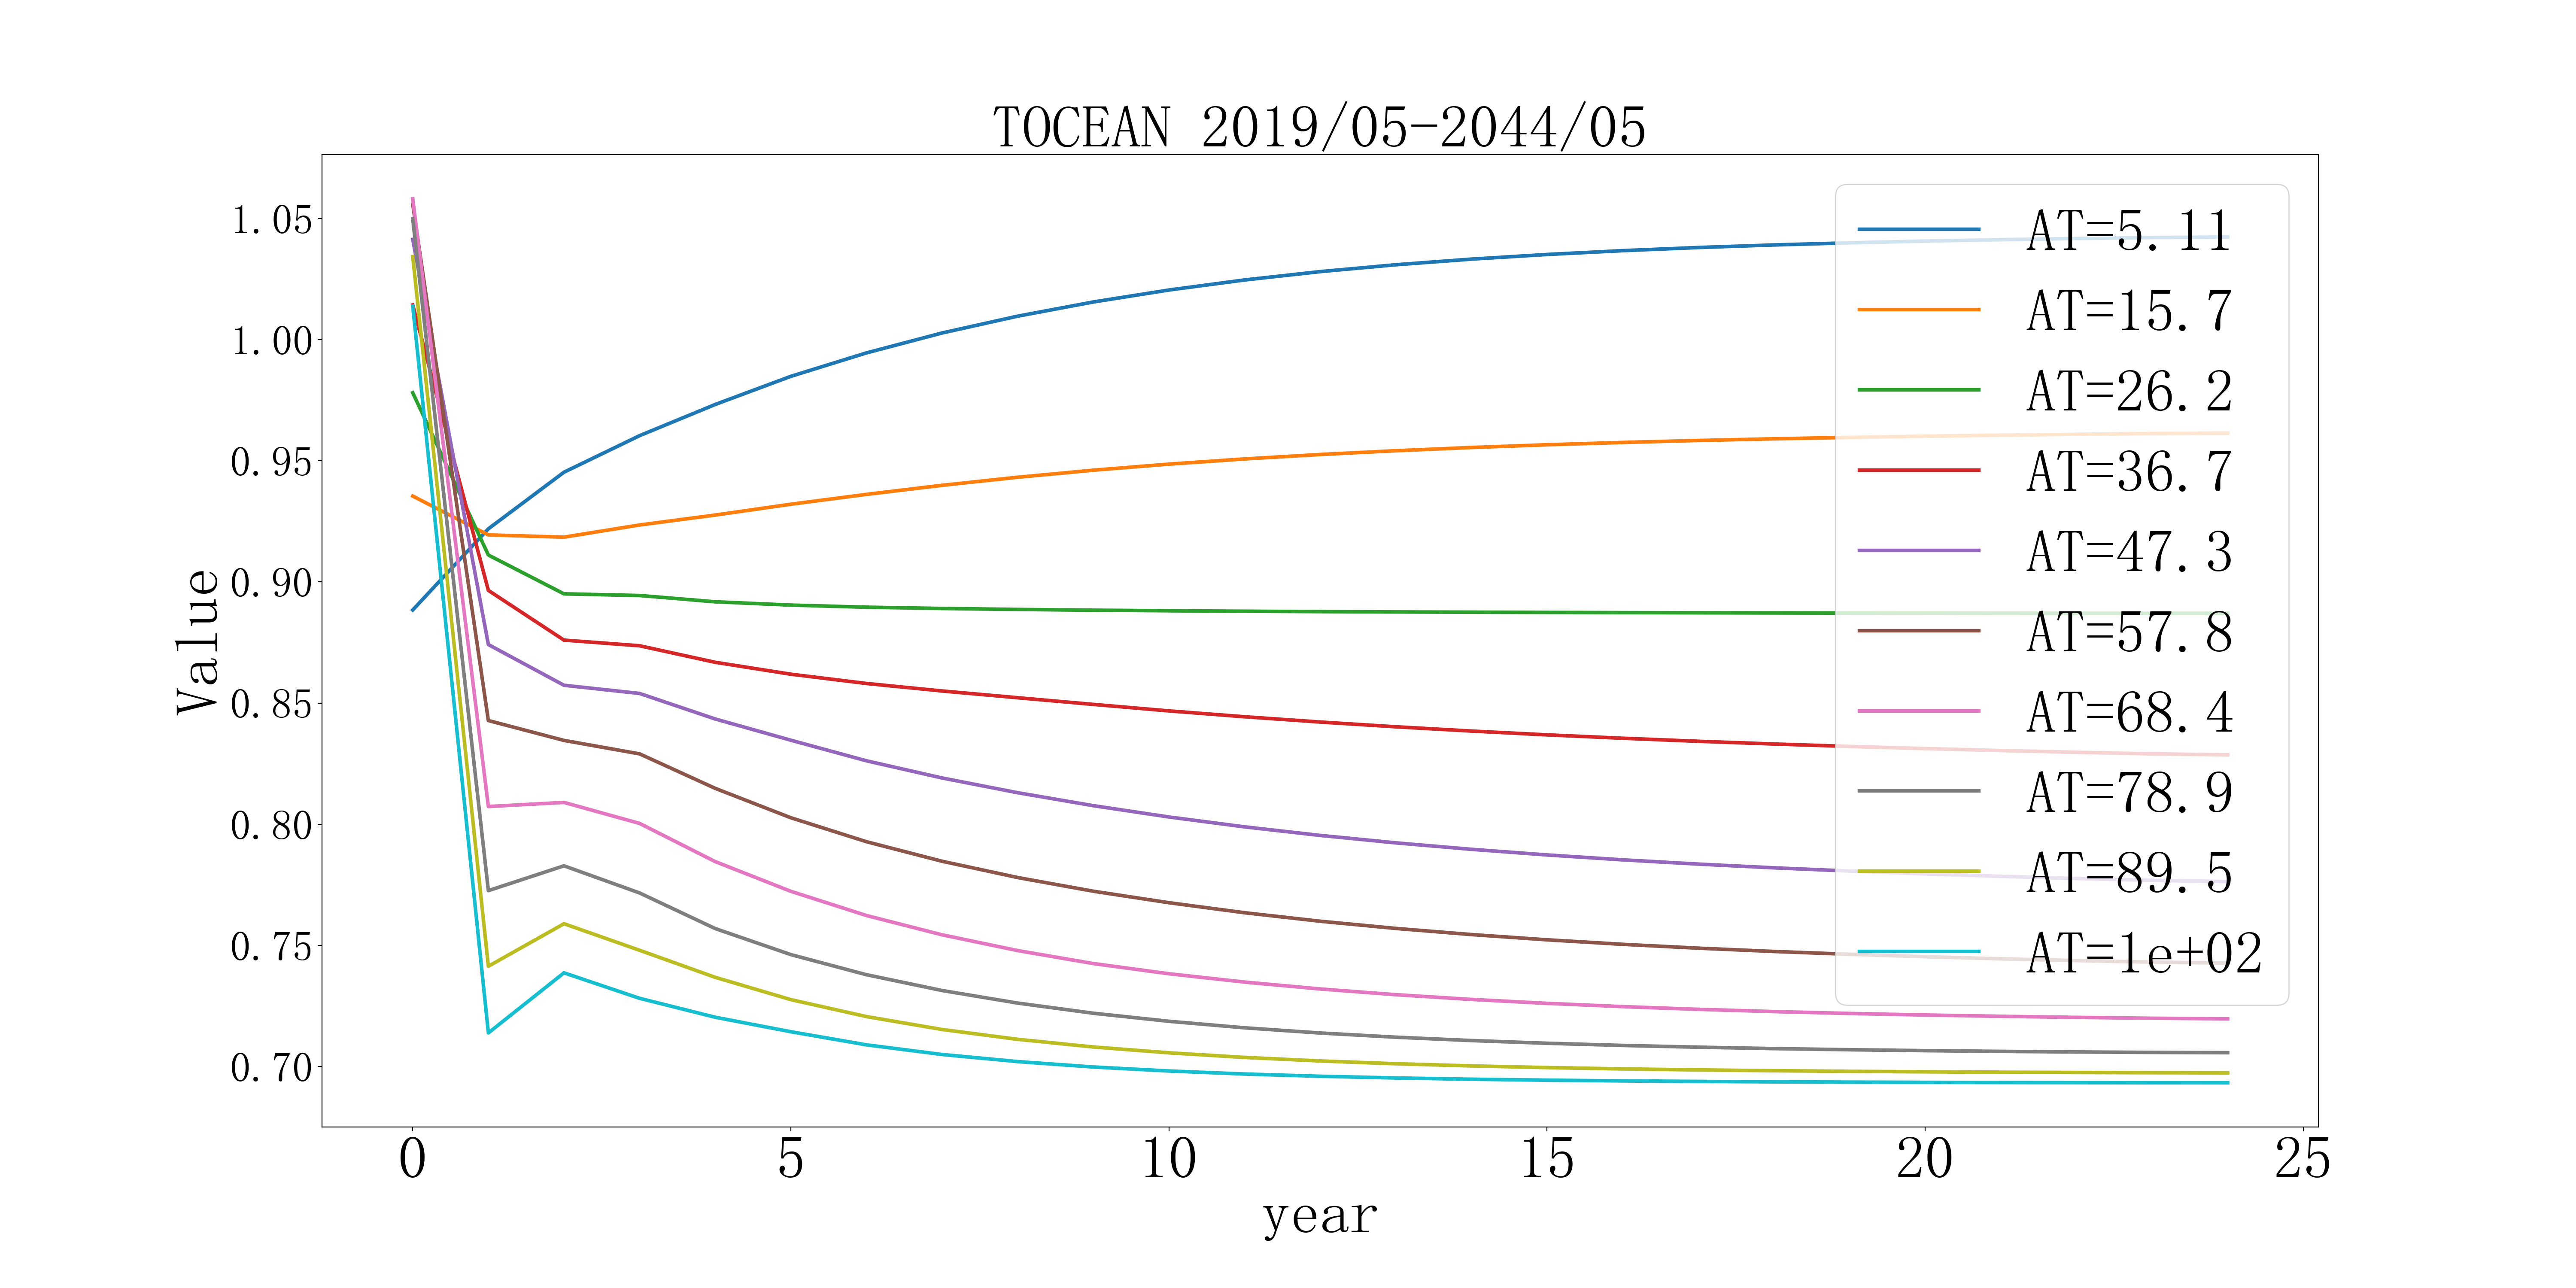 TOCEAN 2019/05-2044/05
Value
1.05
1.00
0.95
0.90
0.85
0.80
0.75
0.70
0
5
10
15
20
25
year
AT=5.11
AT=15.7
AT=26.2
AT=36.7
AT=47.3
AT=57.8
AT=68.4
AT=78.9
AT=89.5
AT=1e+02